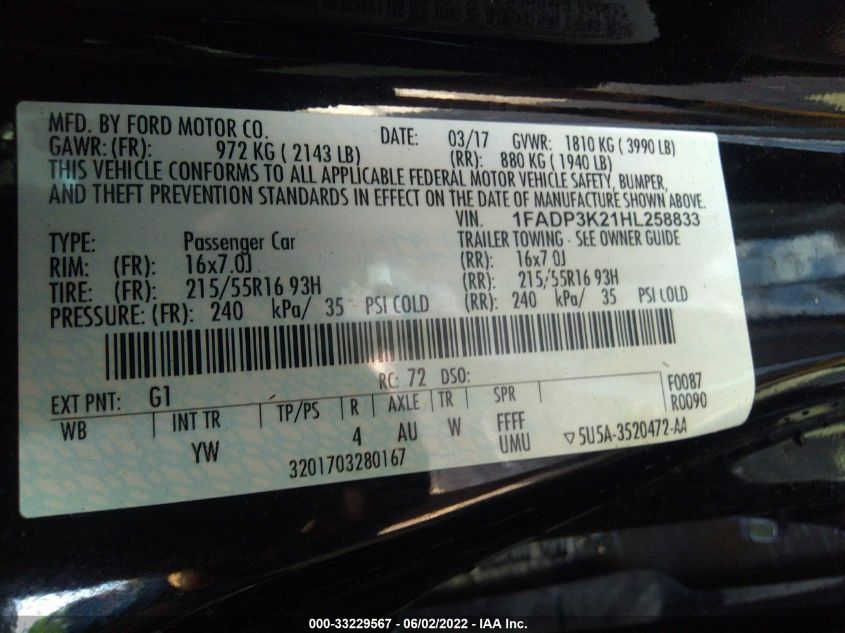 MFD. BY FORD MOTOR CO. DATE: 03/17 GVWR: 1810 KG ( 3990 LB)
GAWR: (FR): 972 KG ( 2143 LB) (RR): 880 KG ( 1940 LB)
THIS VEHICLE CONFORMS TO ALL APPLICABLE FEDERAL MOTOR VEHICLE SAFETY, BUMPER,
AND THEFT PREVENTION STANDARDS IN EFFECT ON THE DATE OF MANUFACTURE SHOWN ABOVE.
VIN. 1FADP3K21HL258833
TYPE: Passenger Car TRAILER TOWING - SEE OWNER GUIDE
RIM: (FR): 16x7.0J (RR): 16x7.0J
TIRE: (FR): 215/55R16 93H (RR): 215/55R16 93H
PRESSURE: (FR): 240 kPa/ 35 PSI COLD (RR): 240 kPa/ 35 PSI COLD
EXT PNT: G1 RC: 72 DSO: F0087
WB INT TR TP/PS R AXLE TR SPR R0090
YW 4 AU W FFFF
UMU ▽5U5A-3520472-AA
3201703280167
000-33229567 - 06/02/2022 - IAA Inc.